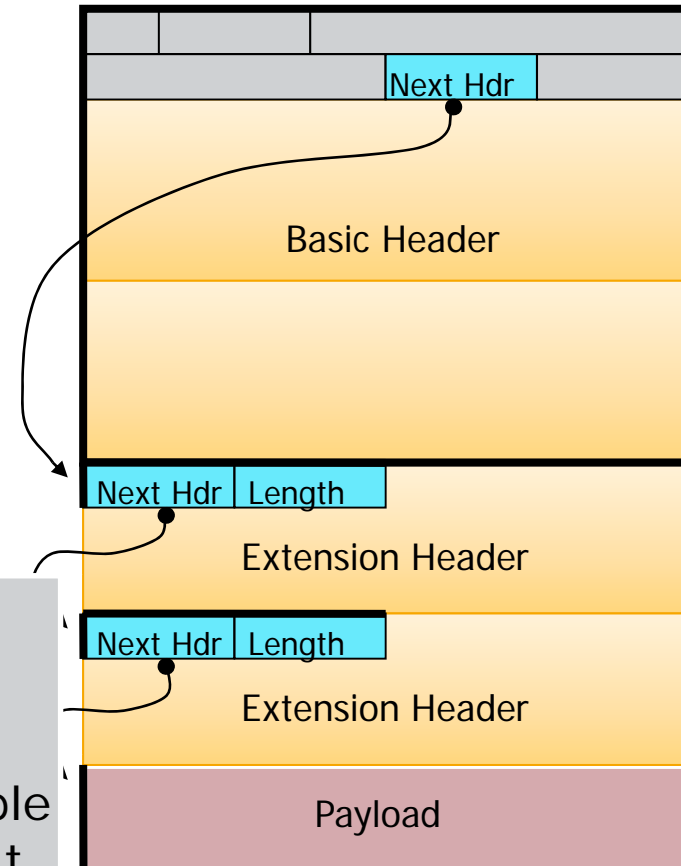 Next Hdr
Basic Header
Next Hdr Length
Extension Header
Next Hdr Length
Extension Header
Payload